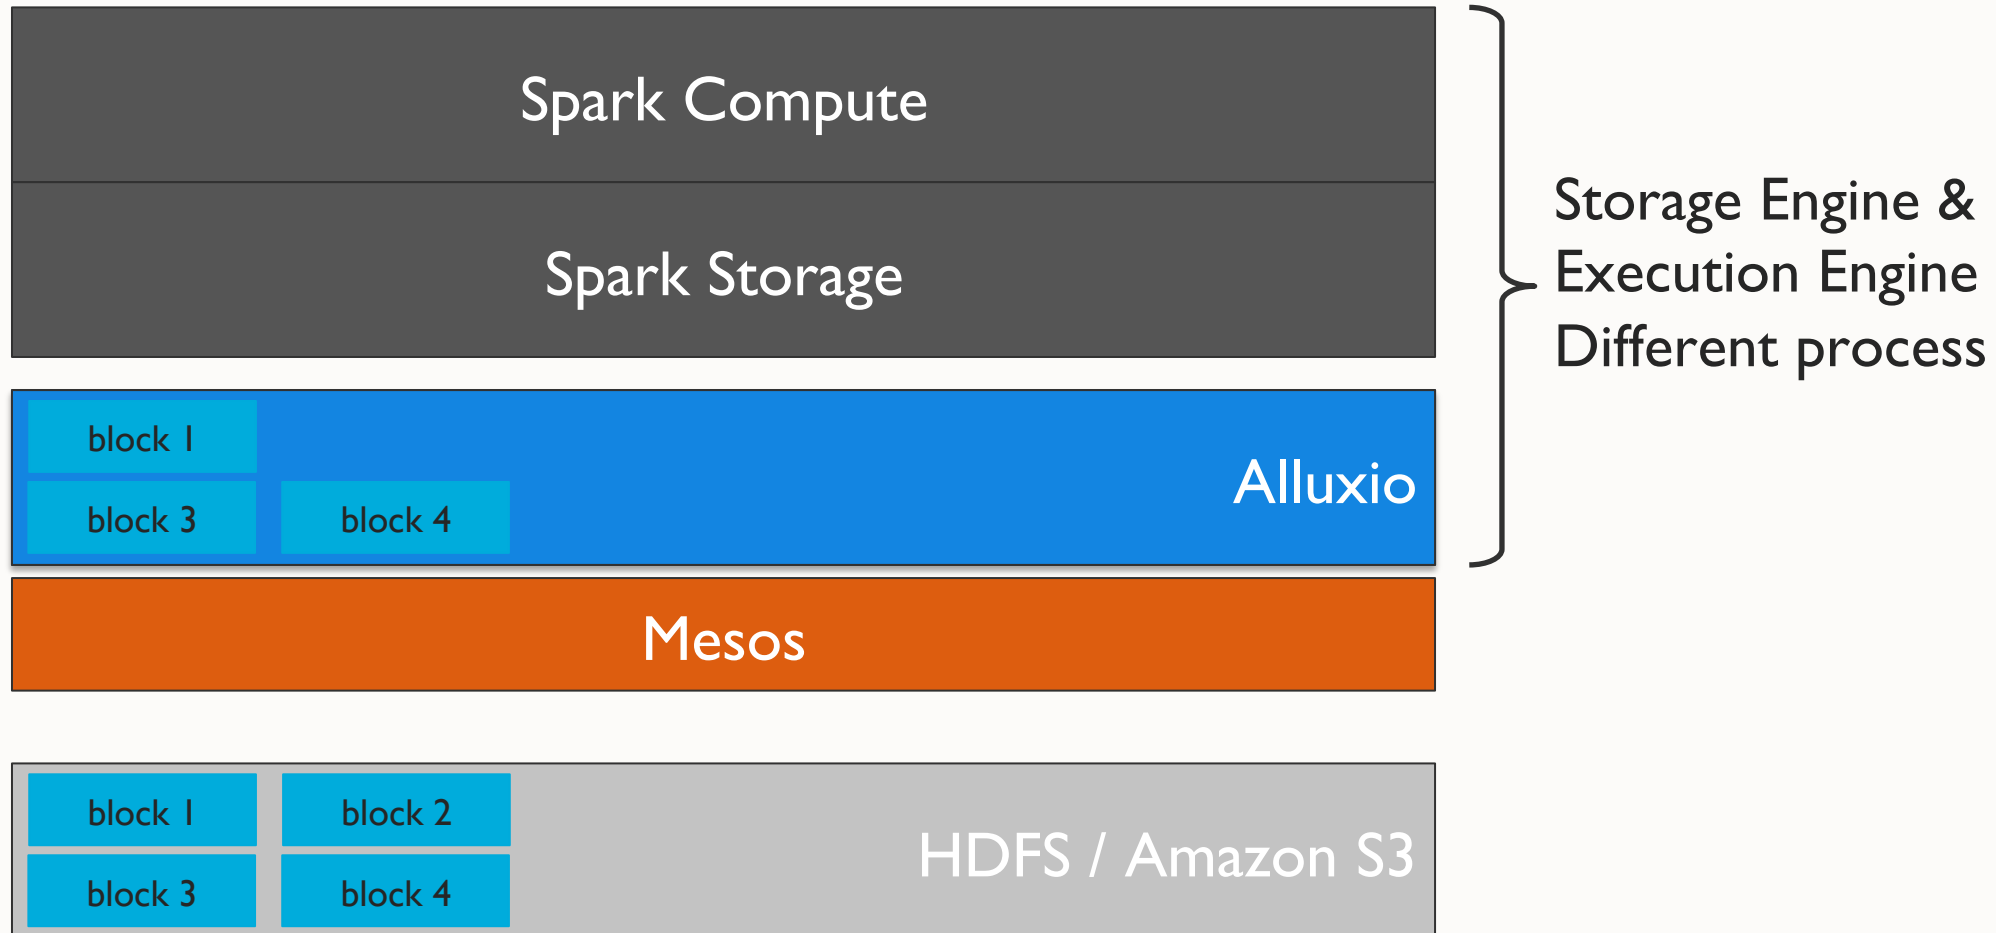 Spark Compute
Spark Storage
Storage Engine &
Execution Engine
Different process
block 1
block 3 block 4
Alluxio
Mesos
block 1 block 2
block 3 block 4
HDFS / Amazon S3